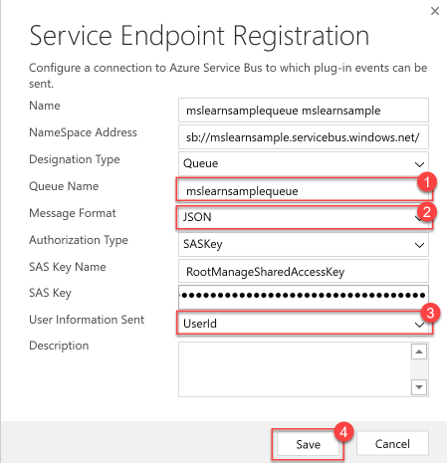 Service Endpoint Registration
Configure a connection to Azure Service Bus to which plug-in events can be
sent.
Name
mslearnsamplequeue mslearnsample
NameSpace Address
sb://mslearnsample.servicebus.windows.net/
Designation Type
Queue
Queue Name
mslearnsamplequeue
1
Message Format
JSON
2
Authorization Type
SASKey
SAS Key Name
RootManageSharedAccessKey
SAS Key
User Information Sent
UserId
3
Description
4
Save
Cancel